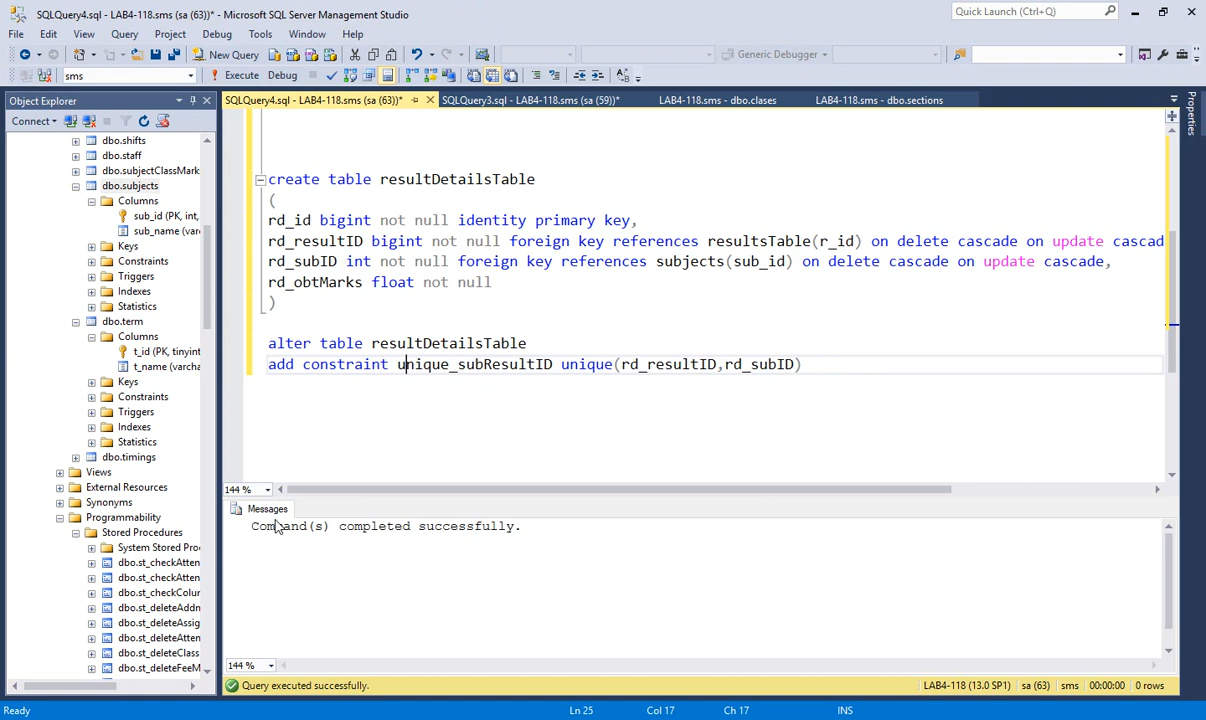 SQLQuery4.sql - LAB4-118.sms (sa (63))* - Microsoft SQL Server Management Studio
Quick Launch (Ctrl+Q)
File Edit View Query Project Debug Tools Window Help
New Query
Generic Debugger
sms
Execute Debug
Object Explorer
SQLQuery4.sql - LAB4-118.sms (sa (63))*
SQLQuery3.sql - LAB4-118.sms (sa (59))*
LAB4-118.sms - dbo.clases
LAB4-118.sms - dbo.sections
Properties
Connect
dbo.shifts
dbo.staff
dbo.subjectClassMark
dbo.subjects
Columns
sub_id (PK, int,
sub_name (varc
Keys
Constraints
Triggers
Indexes
Statistics
dbo.term
Columns
t_id (PK, tinyint
t_name (varcha
Keys
Constraints
Triggers
Indexes
Statistics
dbo.timings
Views
External Resources
Synonyms
Programmability
Stored Procedures
System Stored Pro
dbo.st_checkAtten
dbo.st_checkAtten
dbo.st_checkColur
dbo.st_deleteAddn
dbo.st_deleteAssig
dbo.st_deleteAtten
dbo.st_deleteClass
dbo.st_deleteFeeM
create table resultDetailsTable
(
rd_id bigint not null identity primary key,
rd_resultID bigint not null foreign key references resultsTable(r_id) on delete cascade on update cascad
rd_subID int not null foreign key references subjects(sub_id) on delete cascade on update cascade,
rd_obtMarks float not null
)
alter table resultDetailsTable
add constraint unique_subResultID unique(rd_resultID,rd_subID)
144 %
Messages
Command(s) completed successfully.
144 %
Query executed successfully.
LAB4-118 (13.0 SP1) sa (63) sms 00:00:00 0 rows
Ready Ln 25 Col 17 Ch 17 INS